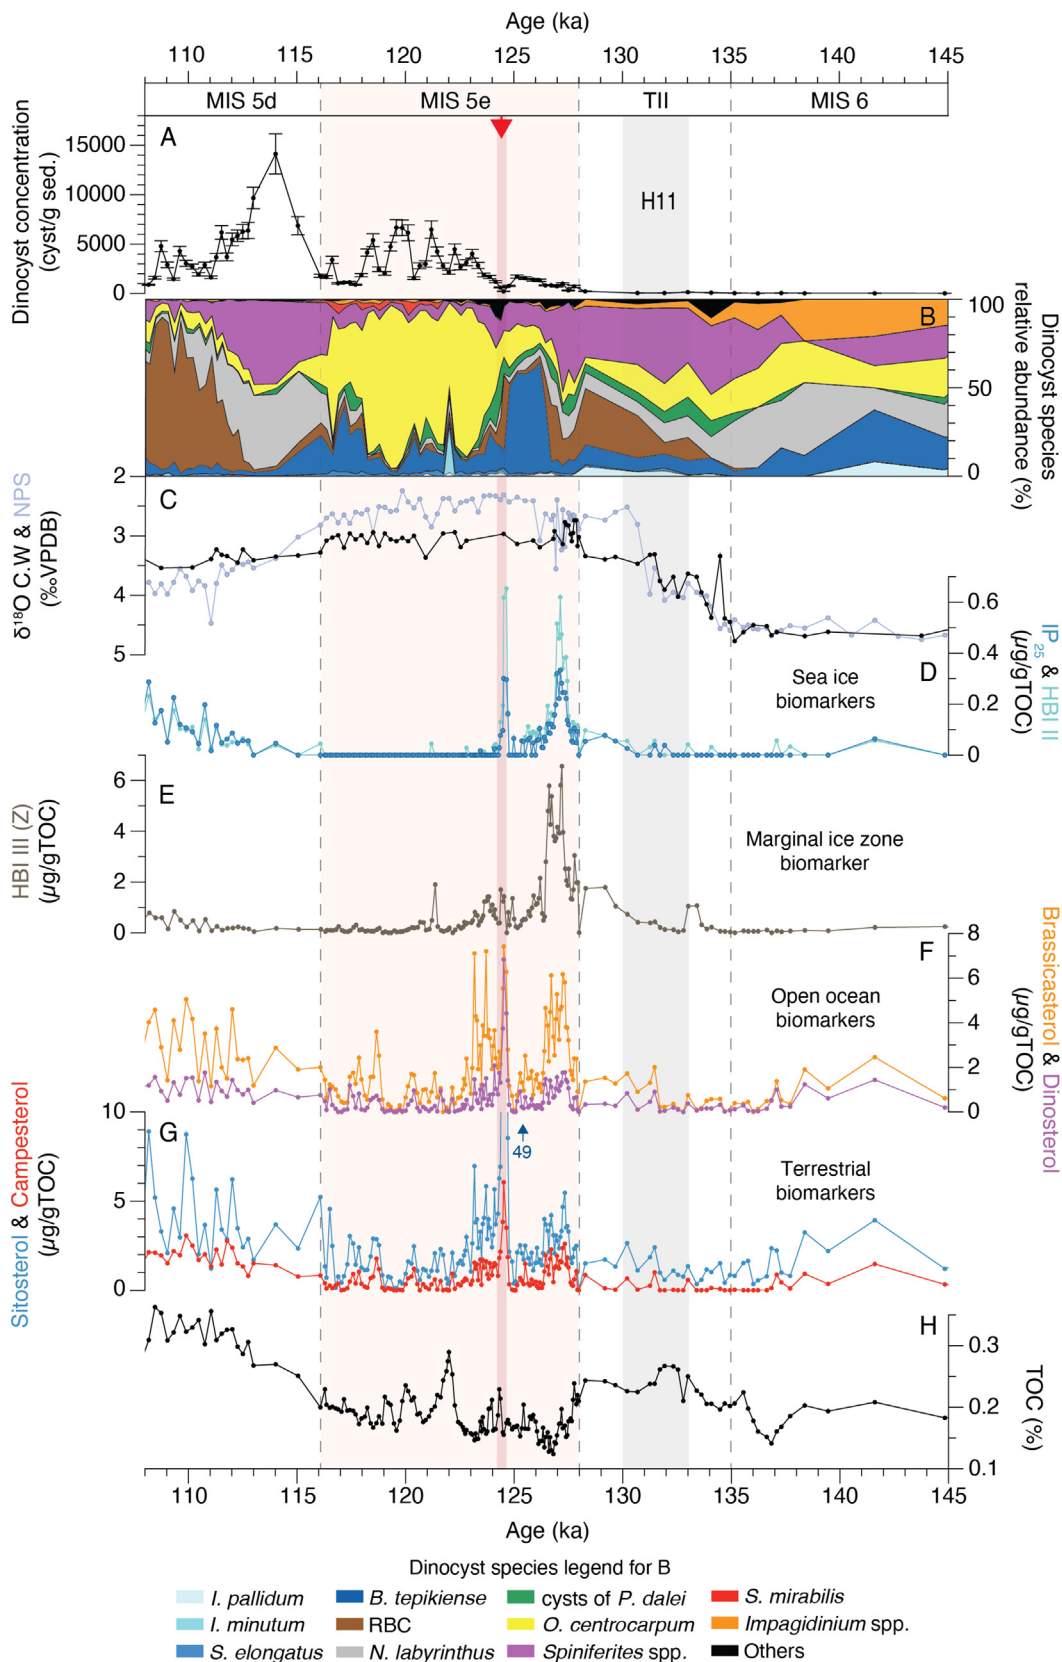 Age (ka)
110 115 120 125 130 135 140 145
MIS 5d MIS 5e TII MIS 6
A
Dinocyst concentration
(cyst/g sed.)
15000
10000
5000
0
H11
B
100
50
0
Dinocyst species
relative abundance (%)
C
δ¹⁸O C.W & NPS
(‰VPDB)
2
3
4
5
D
Sea ice
biomarkers
0.6
0.4
0.2
0
IP₂₅ & HBI II
(µg/gTOC)
E
HBI III (Z)
(µg/gTOC)
6
4
2
0
Marginal ice zone
biomarker
F
Open ocean
biomarkers
8
6
4
2
0
Brassicasterol & Dinosterol
(µg/gTOC)
G
Sitosterol & Campesterol
(µg/gTOC)
10
5
0
49
Terrestrial
biomarkers
H
0.3
0.2
0.1
TOC (%)
110 115 120 125 130 135 140 145
Age (ka)
Dinocyst species legend for B
I. pallidum B. tepikiense cysts of P. dalei S. mirabilis
I. minutum RBC O. centrocarpum Impagidinium spp.
S. elongatus N. labyrinthus Spiniferites spp. Others